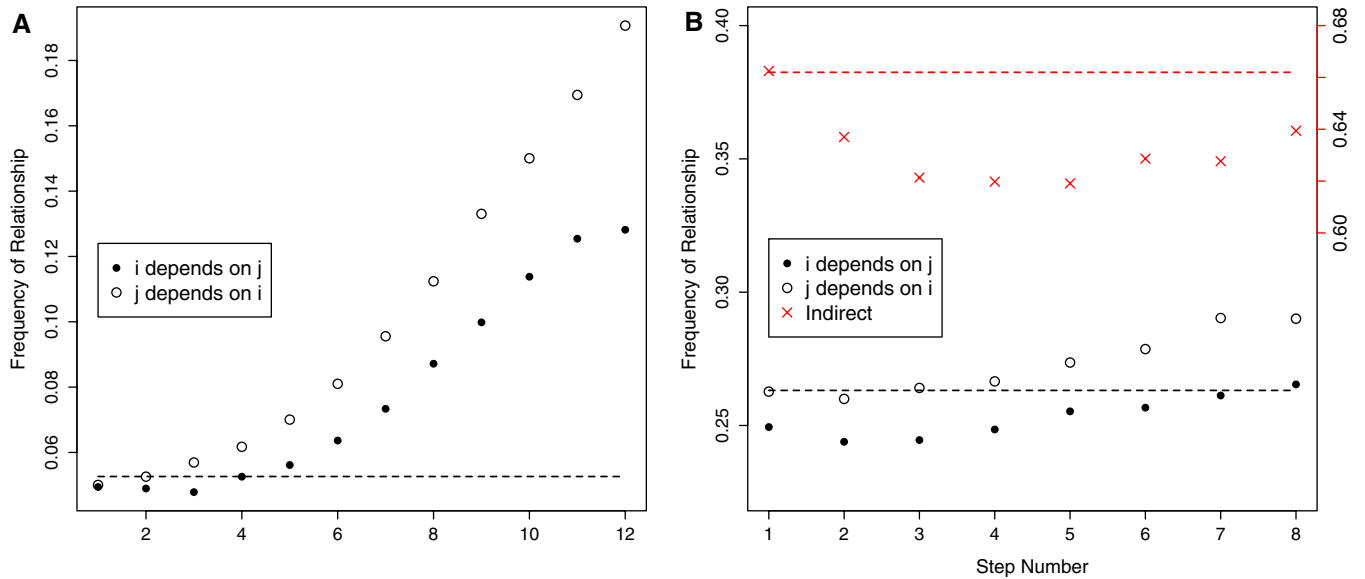 A
Frequency of Relationship
0.18
0.16
0.14
0.12
0.10
0.08
0.06
i depends on j
j depends on i
2 4 6 8 10 12
B
Frequency of Relationship
0.40
0.35
0.30
0.25
0.68
0.64
0.60
i depends on j
j depends on i
Indirect
1 2 3 4 5 6 7 8
Step Number